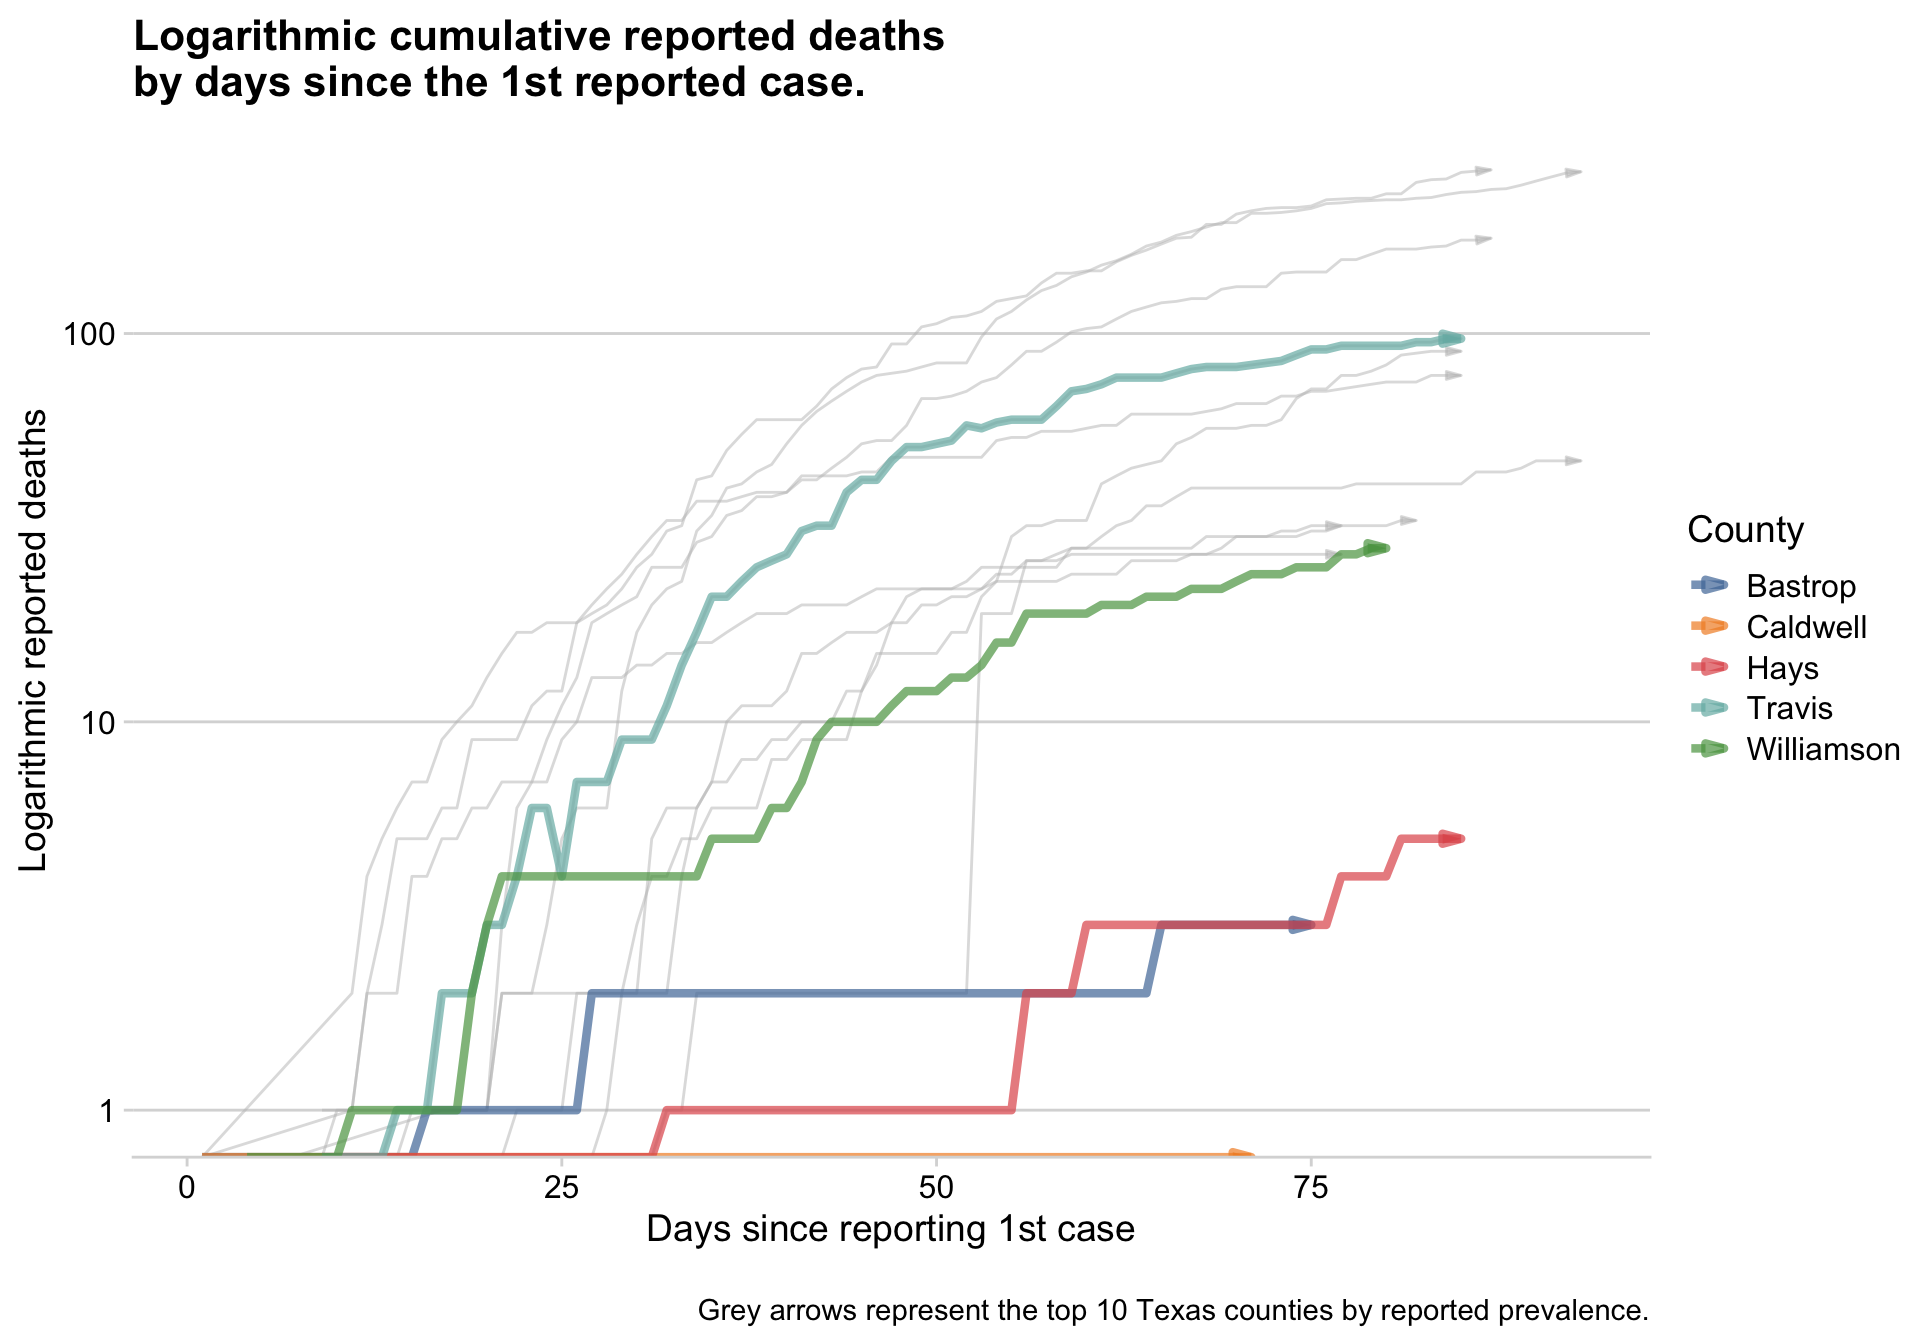 Logarithmic cumulative reported deaths
by days since the 1st reported case.
Logarithmic reported deaths
100
10
1
0
25
50
75
Days since reporting 1st case
County
Bastrop
Caldwell
Hays
Travis
Williamson
Grey arrows represent the top 10 Texas counties by reported prevalence.